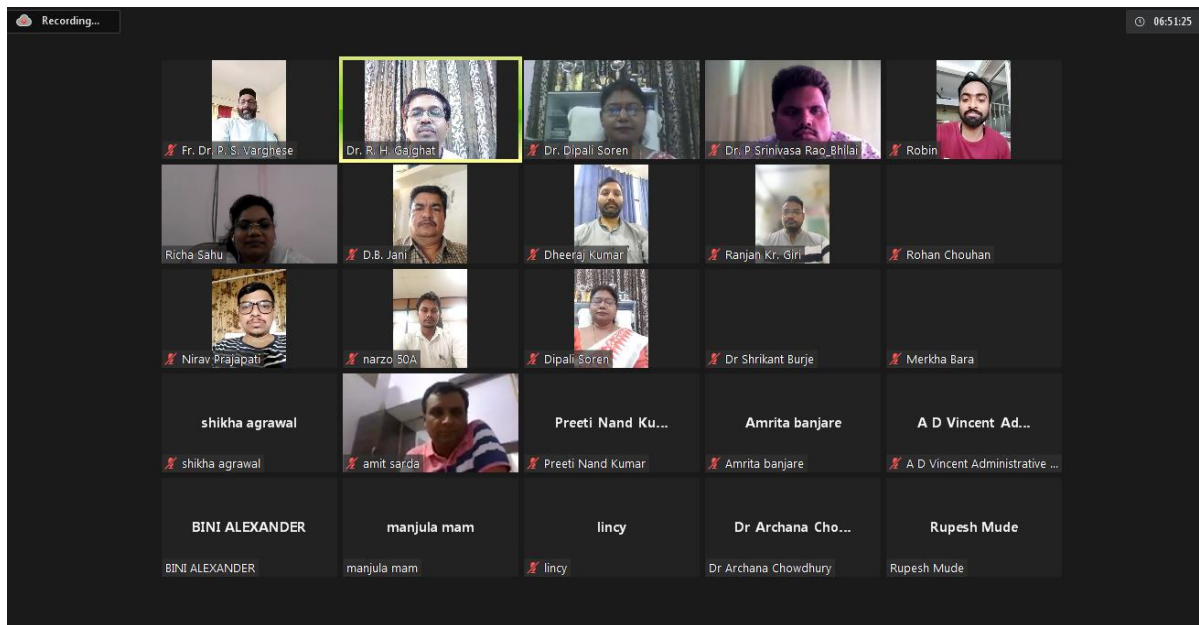 Recording...
06:51:25
Fr. Dr. P. S. Varghese
Dr. R. H. Gajghat
Dr. Dipali Soren
Dr. P Srinivasa Rao_Bhilai
Robin
Richa Sahu
D.B. Jani
Dheeraj Kumar
Ranjan Kr. Giri
Rohan Chouhan
Nirav Prajapati
narzo 50A
Dipali Soren
Dr Shrikant Burje
Merkha Bara
shikha agrawal
Preeti Nand Ku...
Amrita banjare
A D Vincent Ad...
shikha agrawal
amit sarda
Preeti Nand Kumar
Amrita banjare
A D Vincent Administrative ...
BINI ALEXANDER
manjula mam
lincy
Dr Archana Cho...
Rupesh Mude
BINI ALEXANDER
manjula mam
lincy
Dr Archana Chowdhury
Rupesh Mude